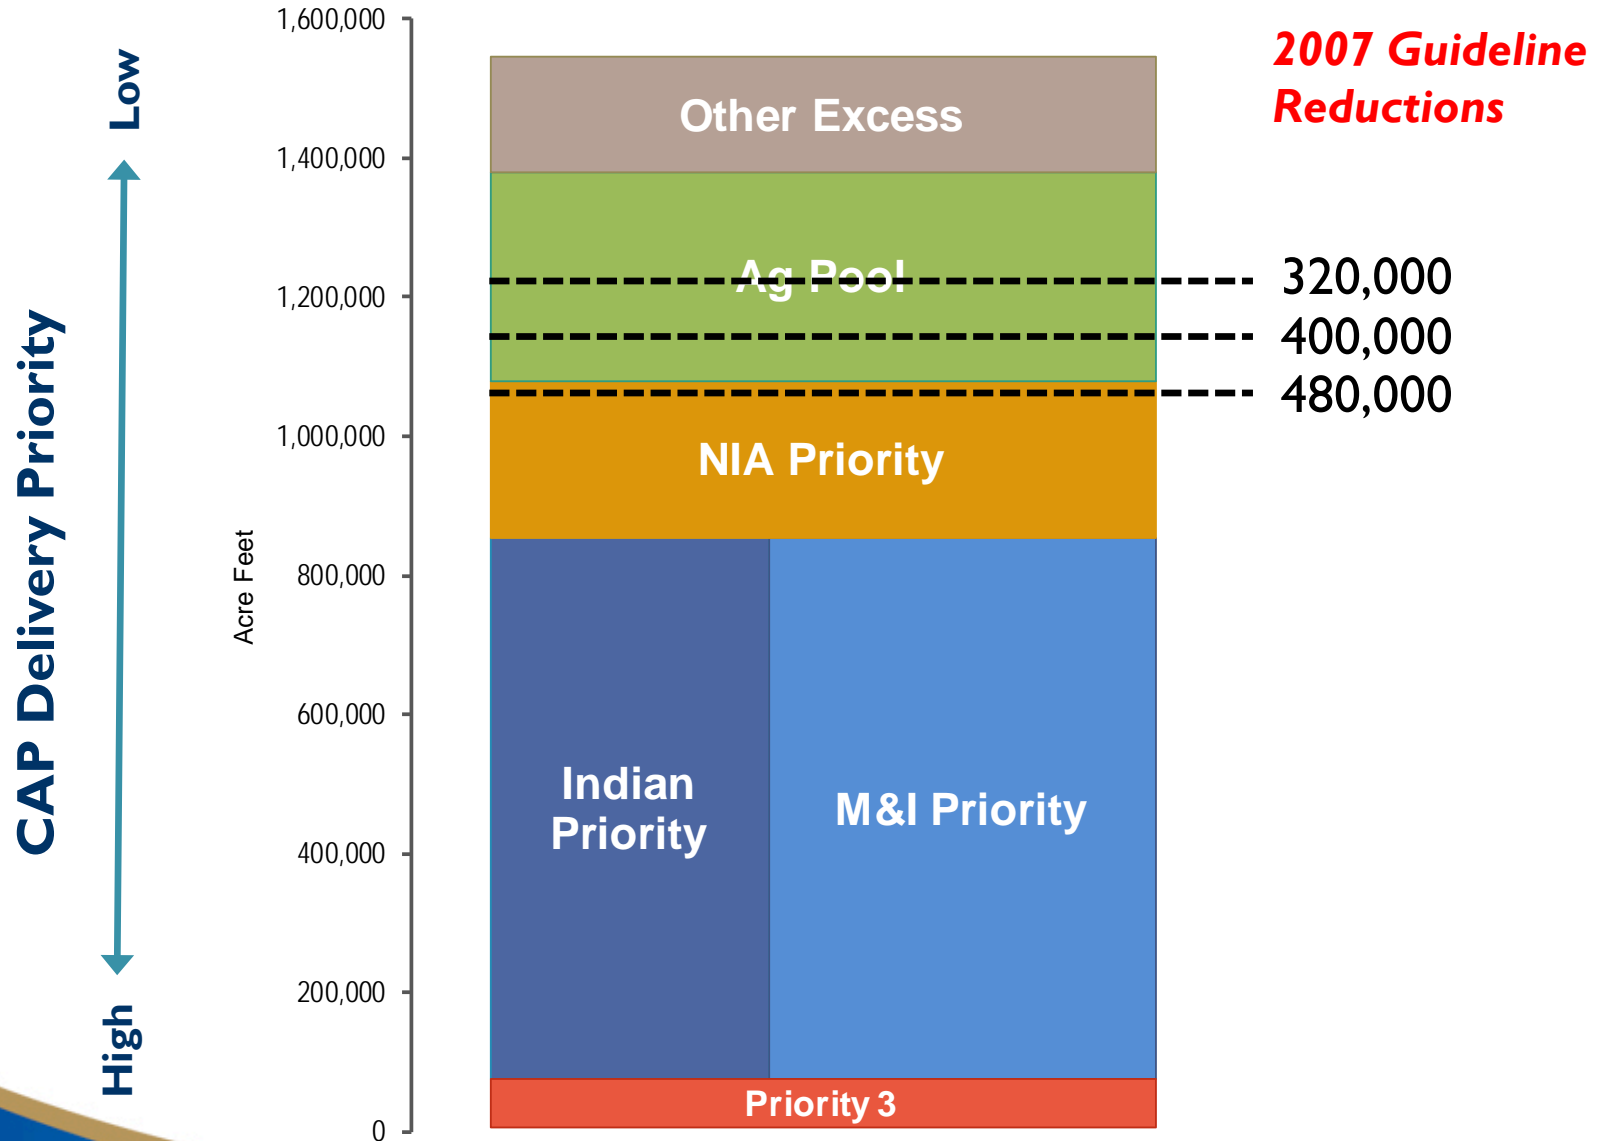 CAP Delivery Priority
Low
High
Acre Feet
1,600,000
1,400,000
1,200,000
1,000,000
800,000
600,000
400,000
200,000
0
Other Excess
Ag Pool
NIA Priority
Indian
Priority
M&I Priority
Priority 3
2007 Guideline
Reductions
320,000
400,000
480,000